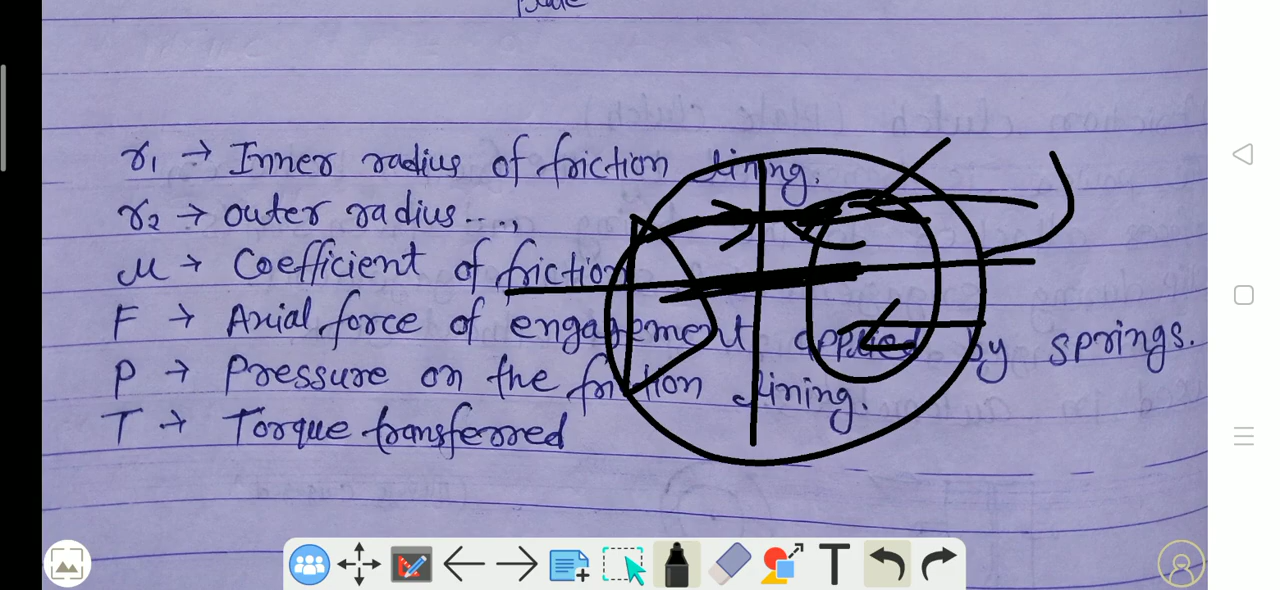 r₁ → Inner radius of friction lining.
r₂ → outer radius...,
μ → Coefficient of friction
F → Axial force of engagement applied by springs.
P → Pressure on the friction lining.
T → Torque transferred
T